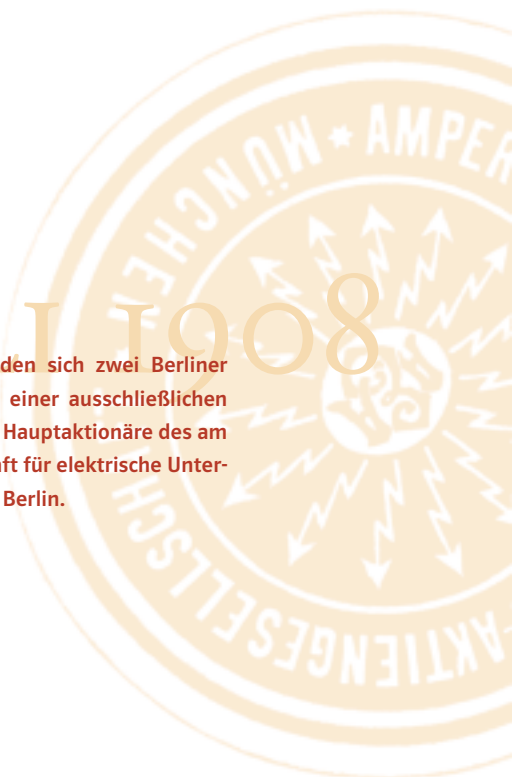 1908
den sich zwei Berliner
einer ausschließlichen
Hauptaktionäre des am
ft für elektrische Unter-
Berlin.
MÜNCHEN * AMPER
AKTIENGESELLSCH